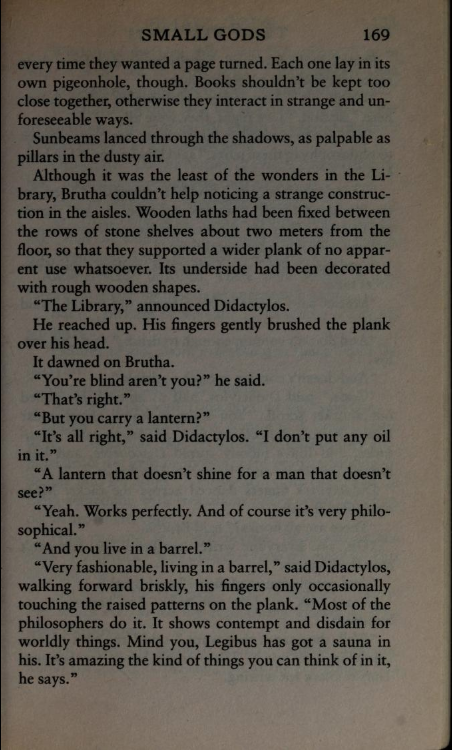 SMALL GODS 169
every time they wanted a page turned. Each one lay in its
own pigeonhole, though. Books shouldn't be kept too
close together, otherwise they interact in strange and un-
foreseeable ways.
Sunbeams lanced through the shadows, as palpable as
pillars in the dusty air.
Although it was the least of the wonders in the Li-
brary, Brutha couldn't help noticing a strange construc-
tion in the aisles. Wooden laths had been fixed between
the rows of stone shelves about two meters from the
floor, so that they supported a wider plank of no appar-
ent use whatsoever. Its underside had been decorated
with rough wooden shapes.
"The Library," announced Didactylos.
He reached up. His fingers gently brushed the plank
over his head.
It dawned on Brutha.
"You're blind aren't you?" he said.
"That's right."
"But you carry a lantern?"
"It's all right," said Didactylos. "I don't put any oil
in it."
"A lantern that doesn't shine for a man that doesn't
see?"
"Yeah. Works perfectly. And of course it's very philo-
sophical."
"And you live in a barrel."
"Very fashionable, living in a barrel," said Didactylos,
walking forward briskly, his fingers only occasionally
touching the raised patterns on the plank. "Most of the
philosophers do it. It shows contempt and disdain for
worldly things. Mind you, Legibus has got a sauna in
his. It's amazing the kind of things you can think of in it,
he says."